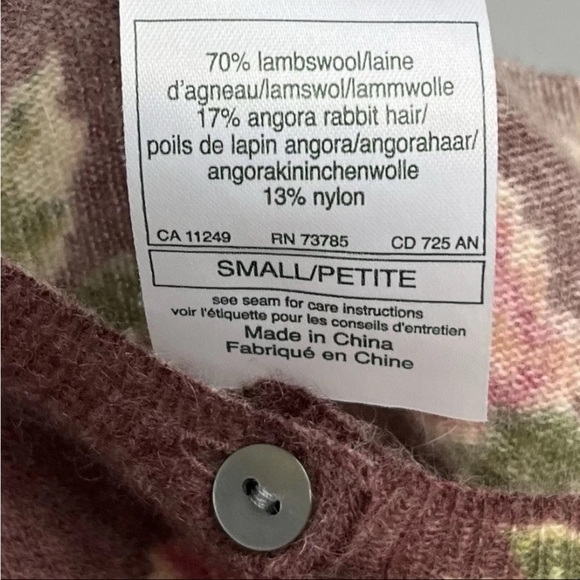 70% lambswool/laine
d'agneau/lamswol/lammwolle
17% angora rabbit hair/
poils de lapin angora/angorahaar/
angorakininchenwolle
13% nylon
CA 11249 RN 73785 CD 725 AN
SMALL/PETITE
see seam for care instructions
voir l'étiquette pour les conseils d'entretien
Made in China
Fabriqué en Chine